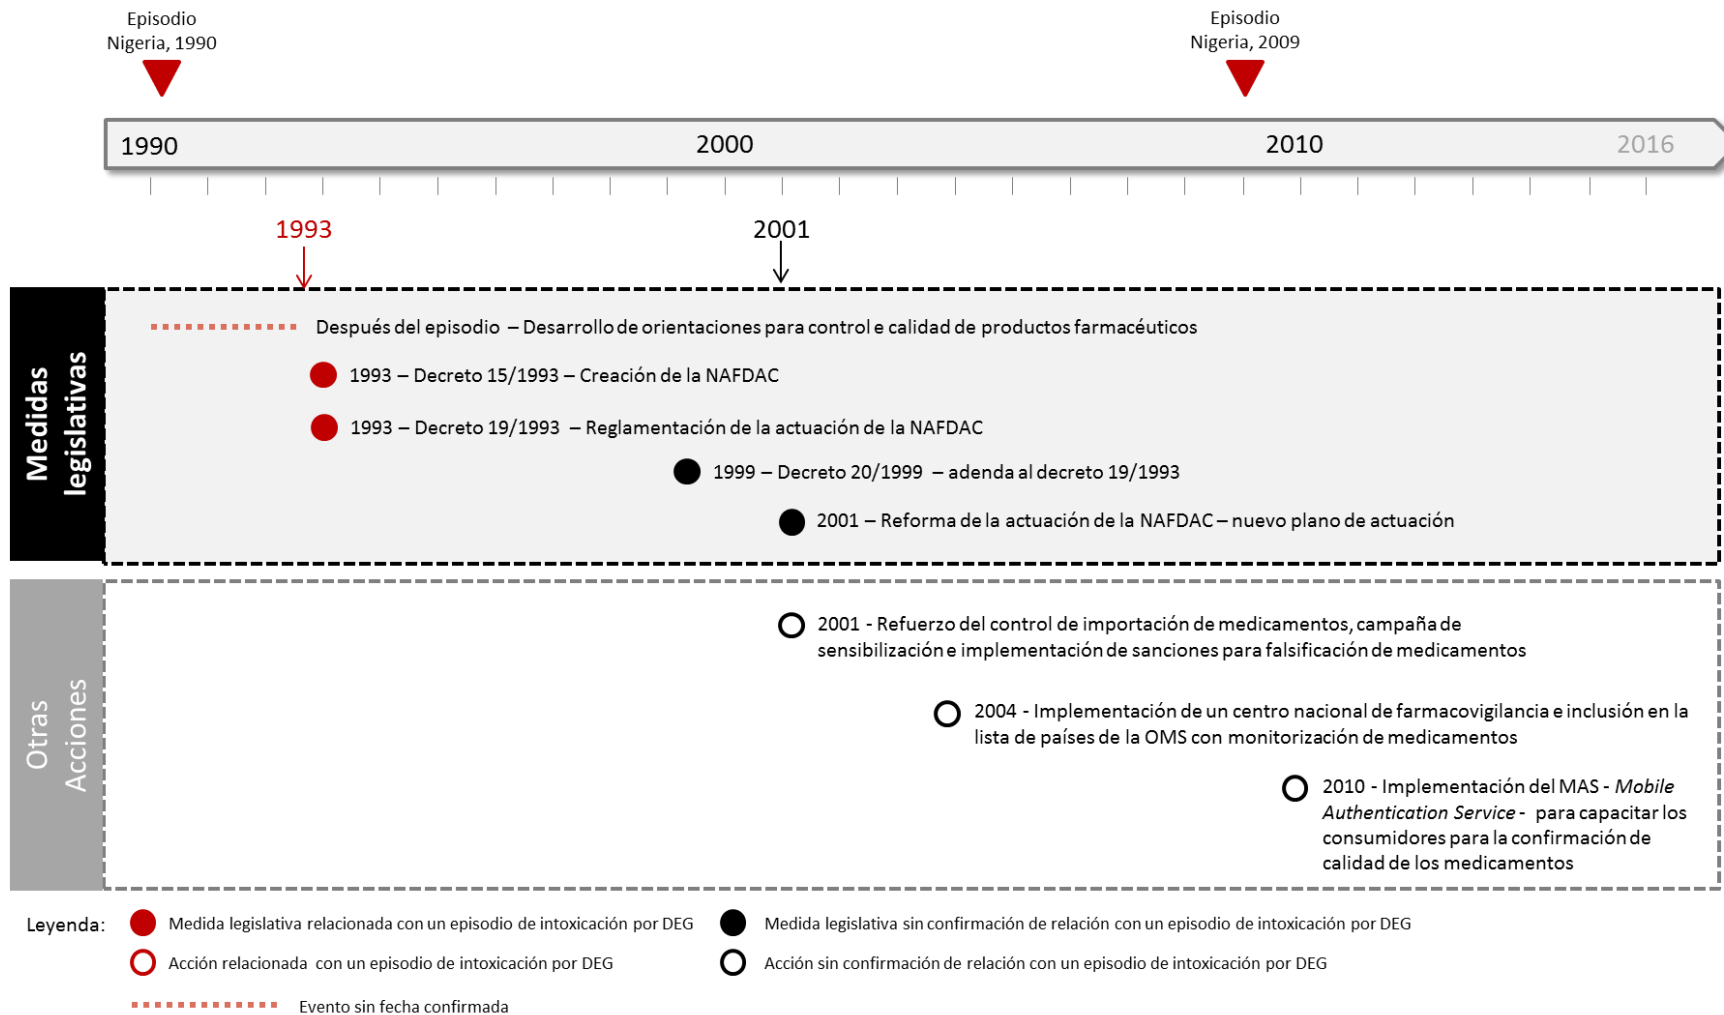 Episodio
Nigeria, 1990
Episodio
Nigeria, 2009
1990
2000
2010
2016
1993
2001
Medidas
legislativas
Después del episodio – Desarrollo de orientaciones para control e calidad de productos farmacéuticos
1993 – Decreto 15/1993 – Creación de la NAFDAC
1993 – Decreto 19/1993 – Reglamentación de la actuación de la NAFDAC
1999 – Decreto 20/1999 – adenda al decreto 19/1993
2001 – Reforma de la actuación de la NAFDAC – nuevo plano de actuación
Otras
Acciones
2001 - Refuerzo del control de importación de medicamentos, campaña de
sensibilización e implementación de sanciones para falsificación de medicamentos
2004 - Implementación de un centro nacional de farmacovigilancia e inclusión en la
lista de países de la OMS con monitorización de medicamentos
2010 - Implementación del MAS - Mobile
Authentication Service - para capacitar los
consumidores para la confirmación de
calidad de los medicamentos
Leyenda:
Medida legislativa relacionada con un episodio de intoxicación por DEG
Medida legislativa sin confirmación de relación con un episodio de intoxicación por DEG
Acción relacionada con un episodio de intoxicación por DEG
Acción sin confirmación de relación con un episodio de intoxicación por DEG
Evento sin fecha confirmada